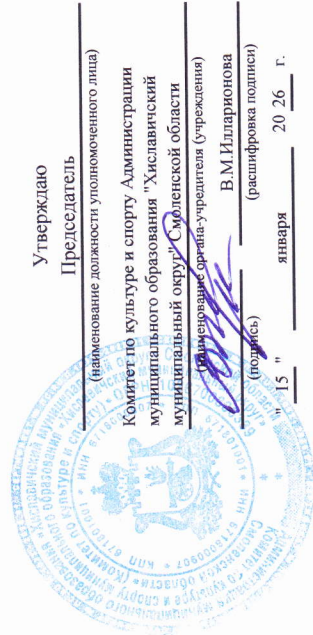 Утверждаю
Председатель
(наименование должности уполномоченного лица)
Комитет по культуре и спорту Администрации
муниципального образования "Хиславичский
муниципальный округ" Смоленской области
(наименование органа-учредителя (учреждения)
В.М.Илларионова
(подпись) (расшифровка подписи)
" 15 " января 20 26 г.